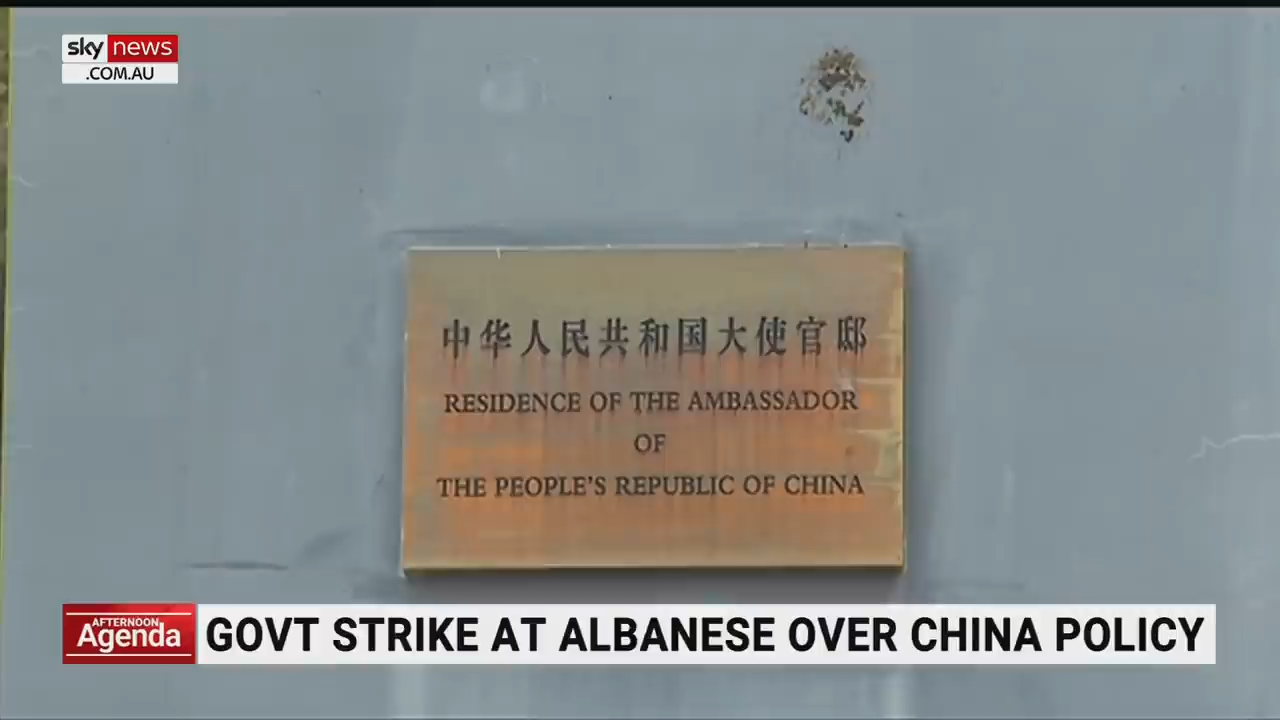 sky news
.COM.AU
中华人民共和国大使官邸
RESIDENCE OF THE AMBASSADOR
OF
THE PEOPLE'S REPUBLIC OF CHINA
AFTERNOON
Agenda
GOVT STRIKE AT ALBANESE OVER CHINA POLICY